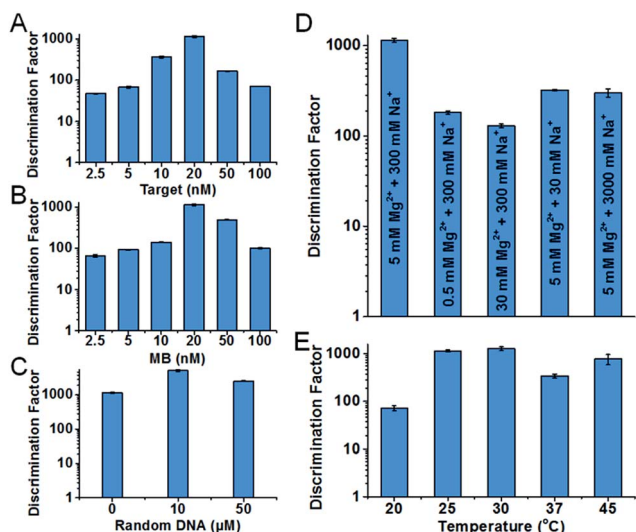 A
Discrimination Factor
1000
100
10
1
2.5 5 10 20 50 100
Target (nM)
B
Discrimination Factor
1000
100
10
1
2.5 5 10 20 50 100
MB (nM)
C
Discrimination Factor
1000
100
10
1
0 10 50
Random DNA (µM)
D
Discrimination Factor
1000
100
10
1
5 mM Mg²⁺ + 300 mM Na⁺
0.5 mM Mg²⁺ + 300 mM Na⁺
30 mM Mg²⁺ + 300 mM Na⁺
5 mM Mg²⁺ + 30 mM Na⁺
5 mM Mg²⁺ + 3000 mM Na⁺
E
Discrimination Factor
1000
100
10
1
20 25 30 37 45
Temperature (°C)